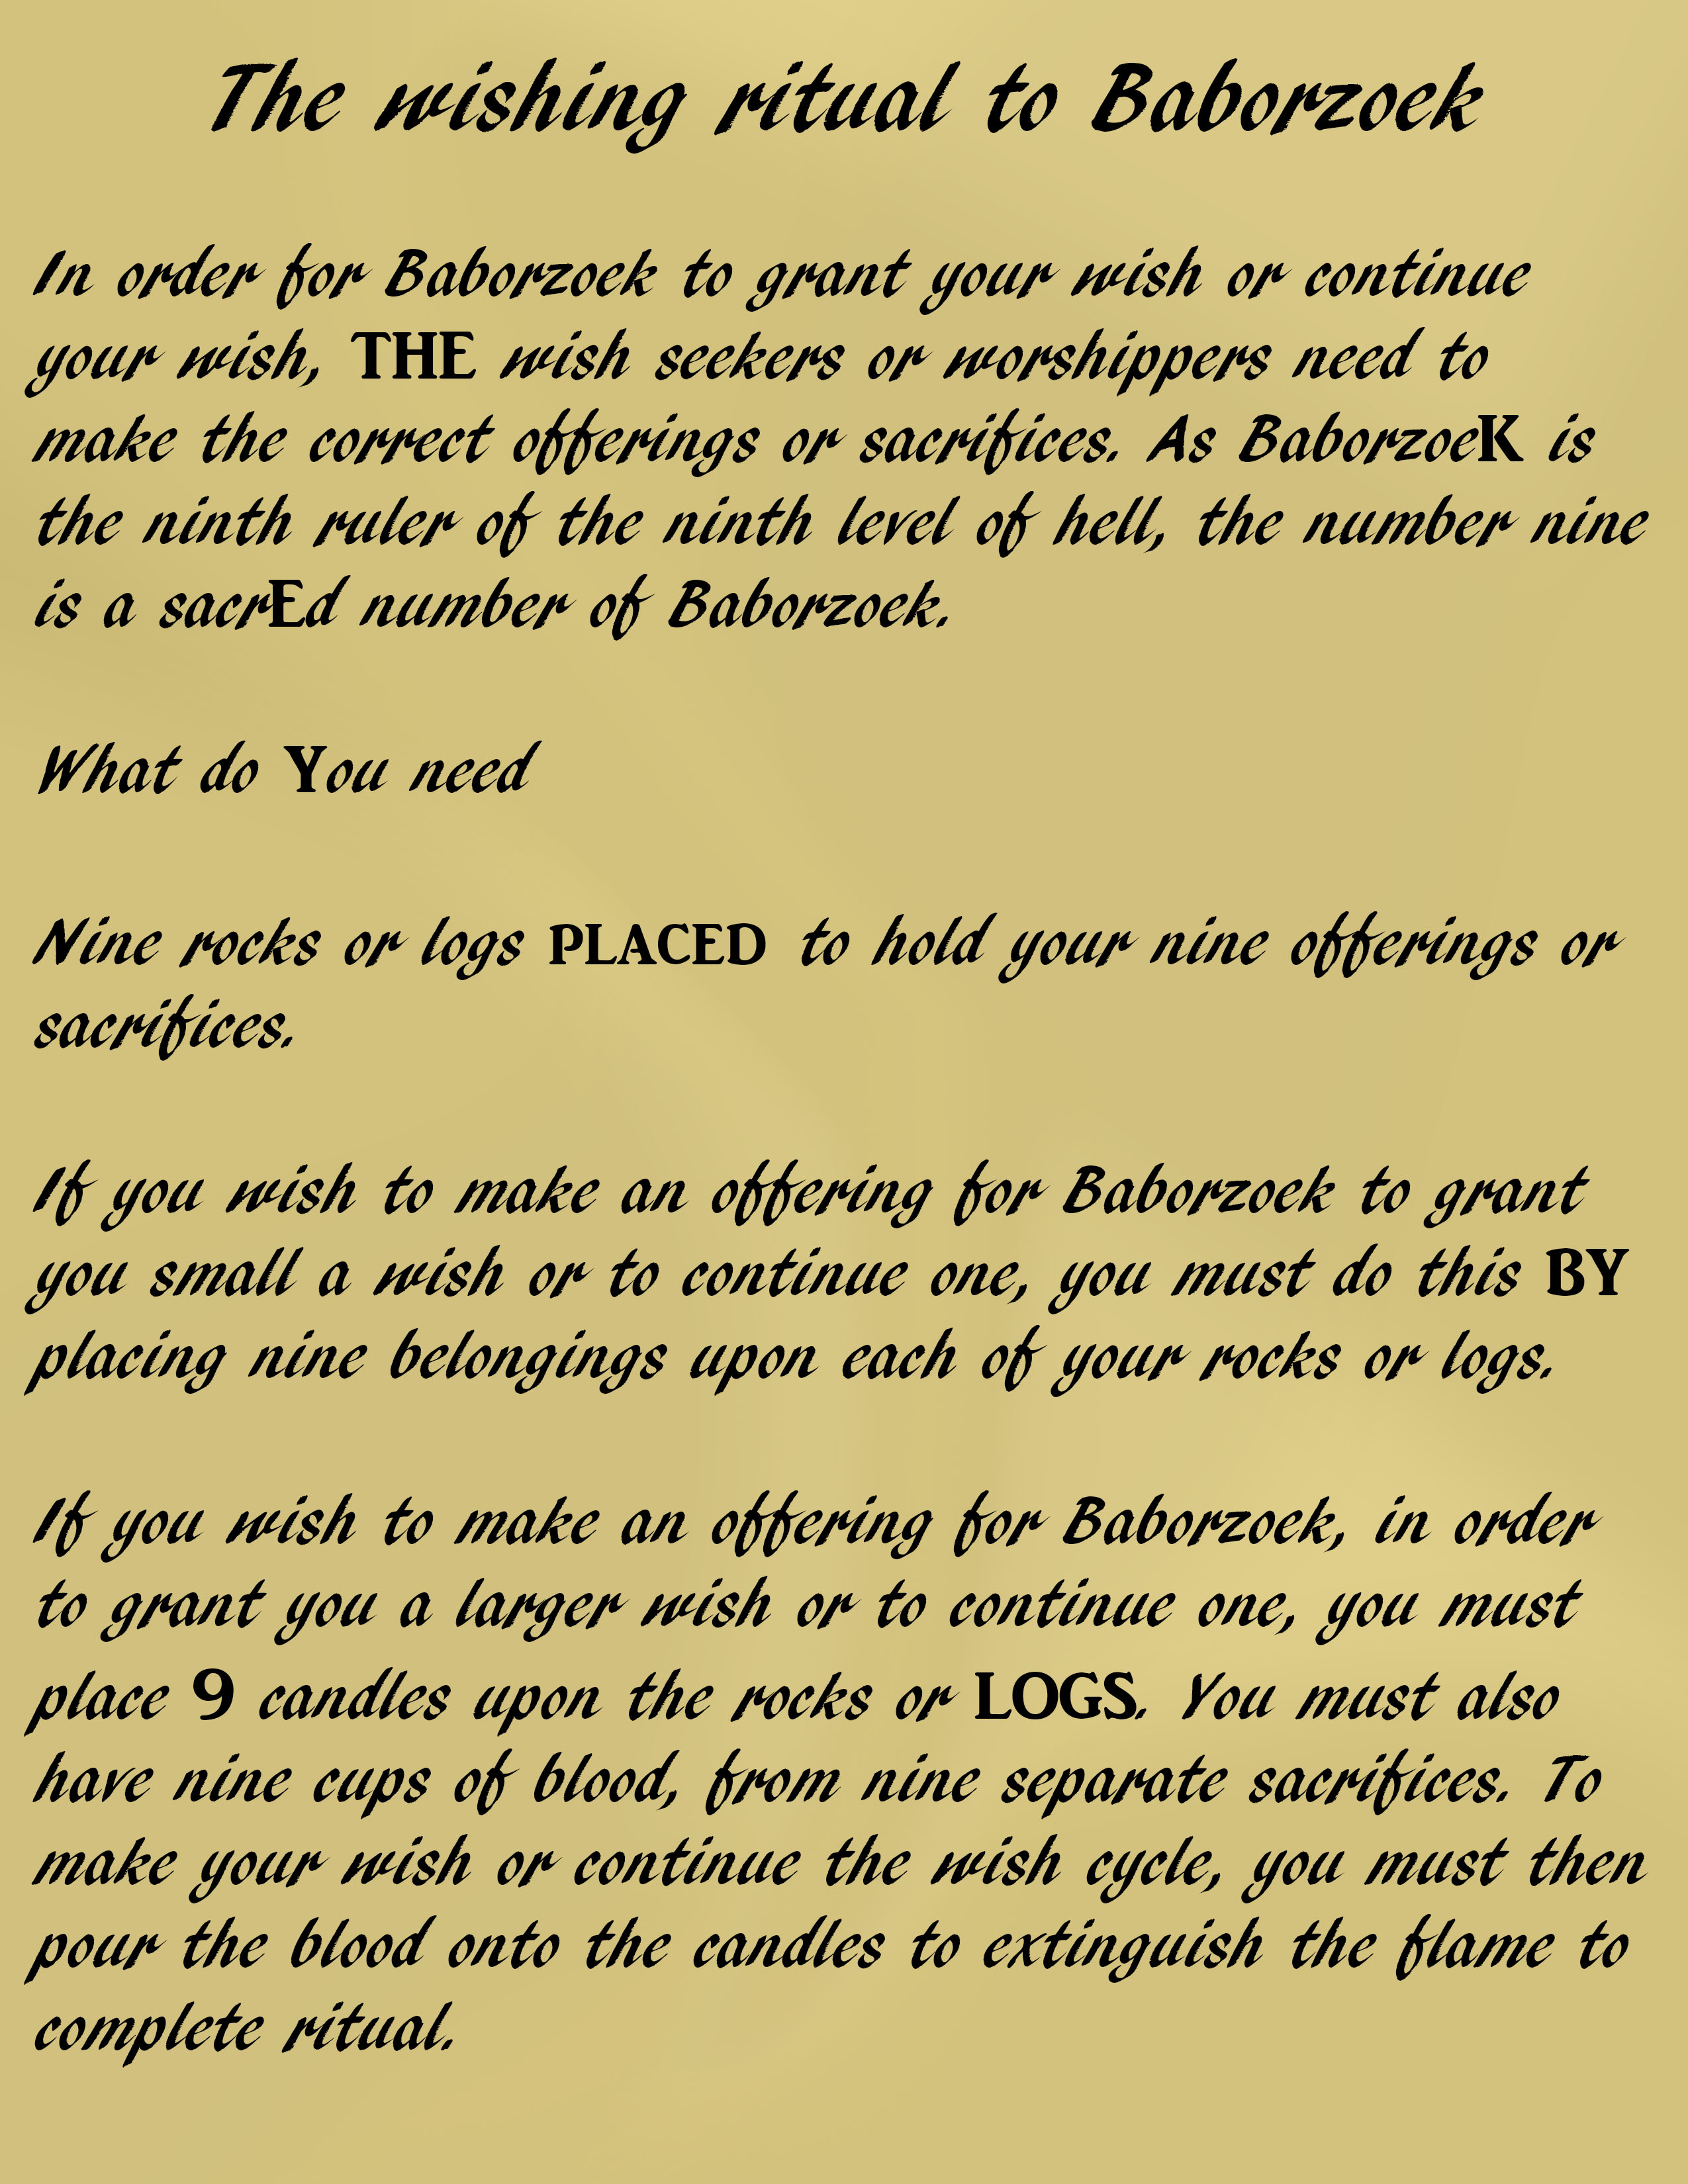 The wishing ritual to Baborzoek
In order for Baborzoek to grant your wish or continue
your wish, THE wish seekers or worshippers need to
make the correct offerings or sacrifices. As BaborzoeK is
the ninth ruler of the ninth level of hell, the number nine
is a sacrEd number of Baborzoek.
What do You need
Nine rocks or logs PLACED to hold your nine offerings or
sacrifices.
If you wish to make an offering for Baborzoek to grant
you small a wish or to continue one, you must do this BY
placing nine belongings upon each of your rocks or logs.
If you wish to make an offering for Baborzoek, in order
to grant you a larger wish or to continue one, you must
place 9 candles upon the rocks or LOGS. You must also
have nine cups of blood, from nine separate sacrifices. To
make your wish or continue the wish cycle, you must then
pour the blood onto the candles to extinguish the flame to
complete ritual.